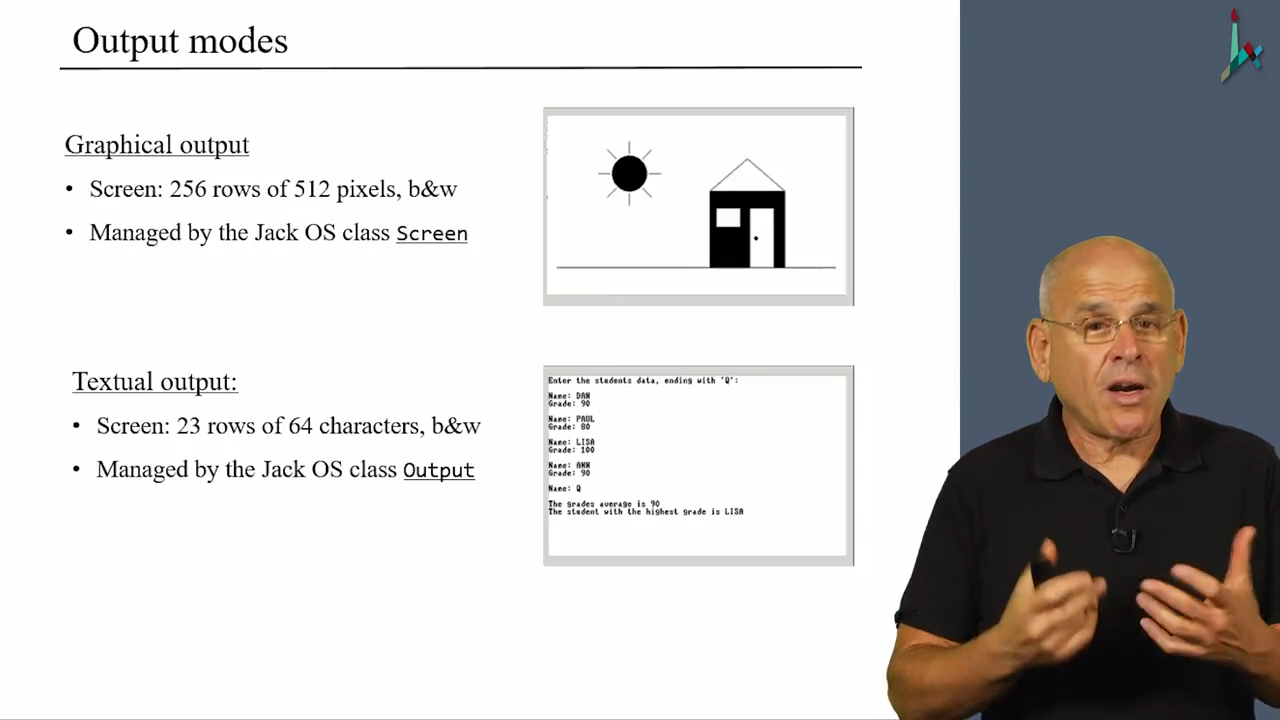 Output modes
Graphical output
• Screen: 256 rows of 512 pixels, b&w
• Managed by the Jack OS class Screen
Textual output:
• Screen: 23 rows of 64 characters, b&w
• Managed by the Jack OS class Output
Enter the students data, ending with 'Q':
Name: DAN
Grade: 90
Name: PAUL
Grade: 80
Name: LISA
Grade: 100
Name: ANN
Grade: 90
Name: Q
The grades average is 90
The student with the highest grade is LISA